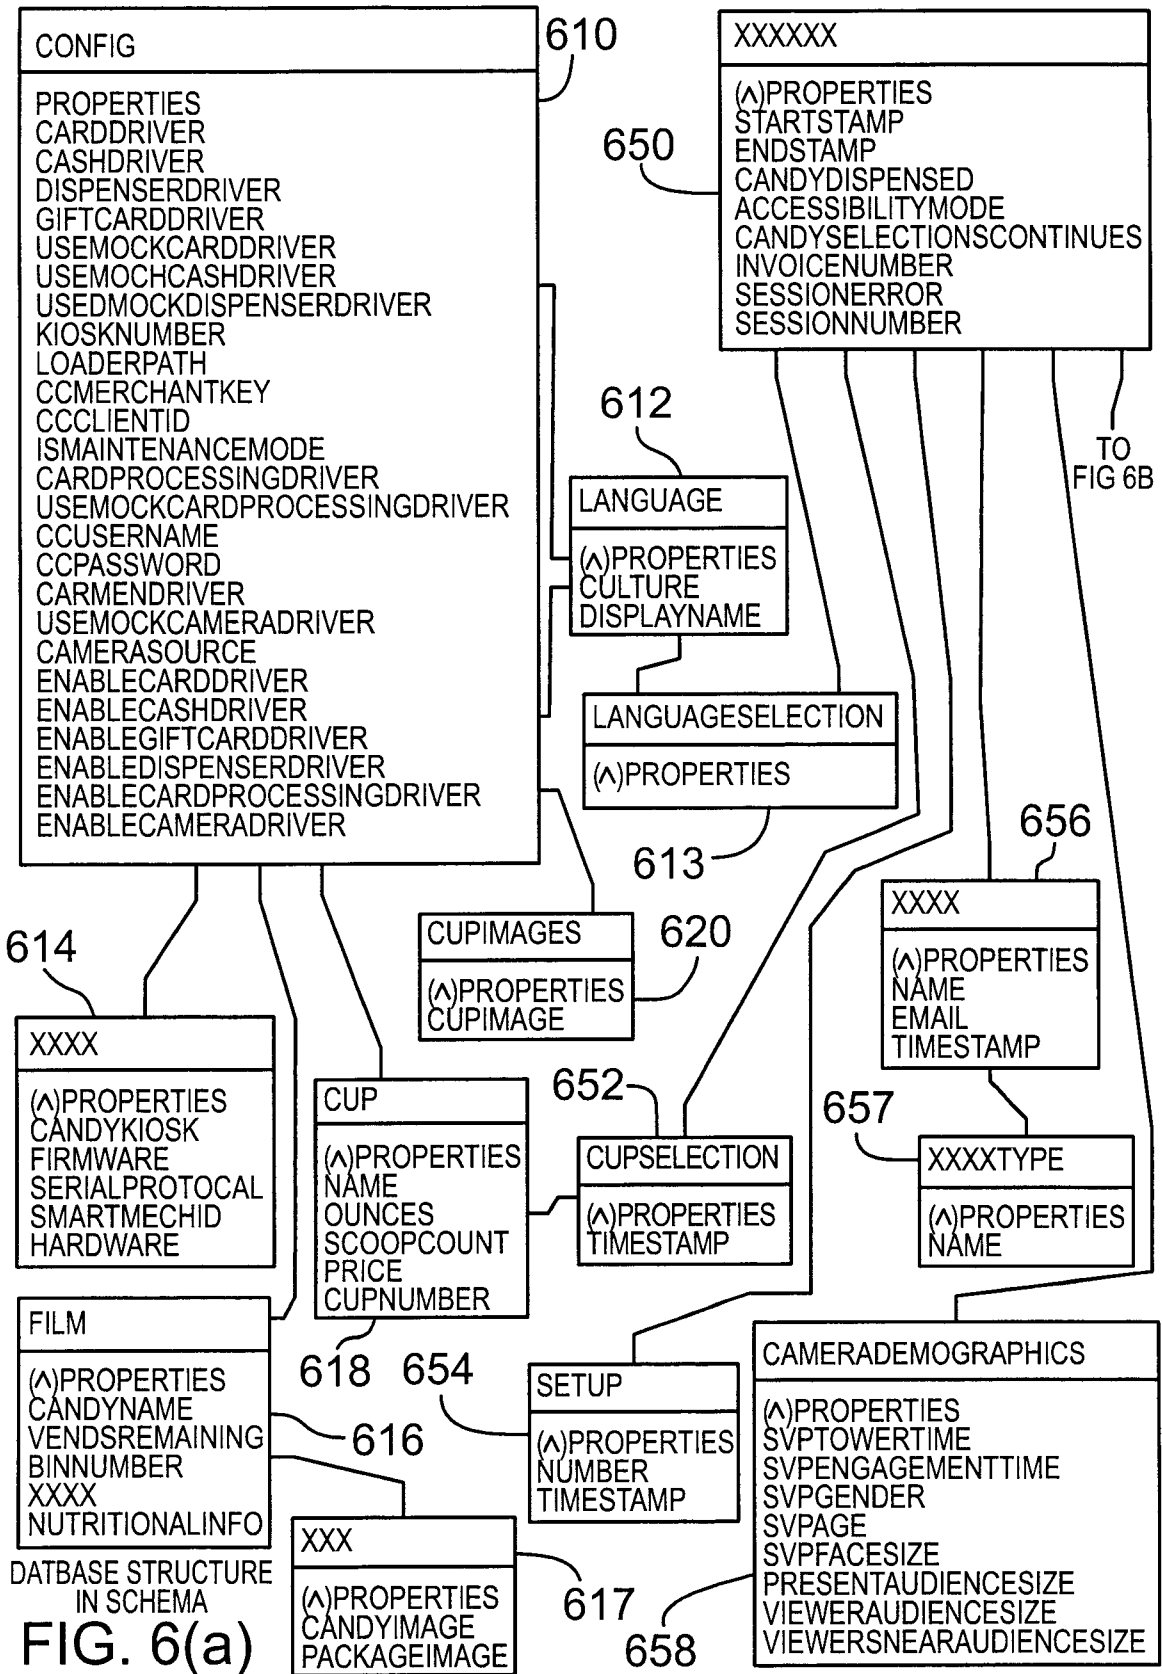 CONFIG
PROPERTIES
CARDDRIVER
CASHDRIVER
DISPENSERDRIVER
GIFTCARDDRIVER
USEMOCKCARDDRIVER
USEMOCHCASHDRIVER
USEDMOCKDISPENSERDRIVER
KIOSKNUMBER
LOADERPATH
CCMERCHANTKEY
CCCLIENTID
ISMAINTENANCEMODE
CARDPROCESSINGDRIVER
USEMOCKCARDPROCESSINGDRIVER
CCUSERNAME
CCPASSWORD
CARMENDRIVER
USEMOCKCAMERADRIVER
CAMERASOURCE
ENABLECARDDRIVER
ENABLECASHDRIVER
ENABLEGIFTCARDDRIVER
ENABLEDISPENSERDRIVER
ENABLECARDPROCESSINGDRIVER
ENABLECAMERADRIVER
610
XXXXXX
(^)PROPERTIES
STARTSTAMP
ENDSTAMP
CANDYDISPENSED
ACCESSIBILITYMODE
CANDYSELECTIONSCONTINUES
INVOICENUMBER
SESSIONERROR
SESSIONNUMBER
650
TO
FIG 6B
612
LANGUAGE
(^)PROPERTIES
CULTURE
DISPLAYNAME
LANGUAGESELECTION
(^)PROPERTIES
613
656
XXXX
(^)PROPERTIES
NAME
EMAIL
TIMESTAMP
CUPIMAGES
(^)PROPERTIES
CUPIMAGE
620
614
XXXX
(^)PROPERTIES
CANDYKIOSK
FIRMWARE
SERIALPROTOCAL
SMARTMECHID
HARDWARE
CUP
(^)PROPERTIES
NAME
OUNCES
SCOOPCOUNT
PRICE
CUPNUMBER
618
652
CUPSELECTION
(^)PROPERTIES
TIMESTAMP
657
XXXXTYPE
(^)PROPERTIES
NAME
FILM
(^)PROPERTIES
CANDYNAME
VENDSREMAINING
BINNUMBER
XXXX
NUTRITIONALINFO
616
654
SETUP
(^)PROPERTIES
NUMBER
TIMESTAMP
CAMERADEMOGRAPHICS
(^)PROPERTIES
SVPTOWERTIME
SVPENGAGEMENTTIME
SVPGENDER
SVPAGE
SVPFACESIZE
PRESENTAUDIENCESIZE
VIEWERAUDIENCESIZE
VIEWERSNEARAUDIENCESIZE
658
XXX
(^)PROPERTIES
CANDYIMAGE
PACKAGEIMAGE
617
DATBASE STRUCTURE
IN SCHEMA
FIG. 6(a)